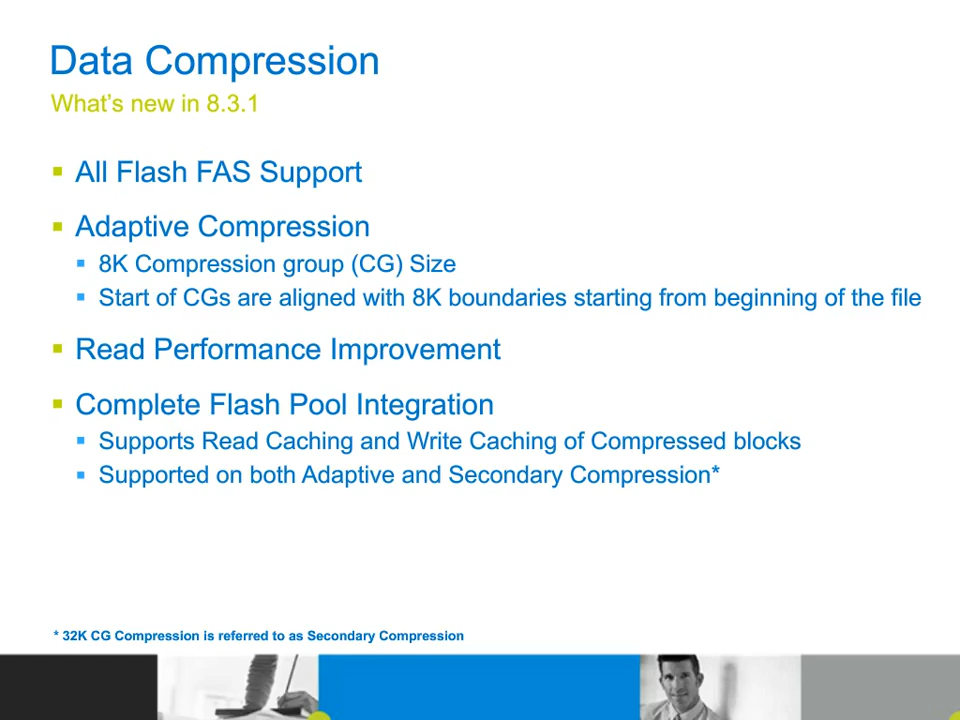 Data Compression
What's new in 8.3.1
All Flash FAS Support
Adaptive Compression
8K Compression group (CG) Size
Start of CGs are aligned with 8K boundaries starting from beginning of the file
Read Performance Improvement
Complete Flash Pool Integration
Supports Read Caching and Write Caching of Compressed blocks
Supported on both Adaptive and Secondary Compression*
* 32K CG Compression is referred to as Secondary Compression